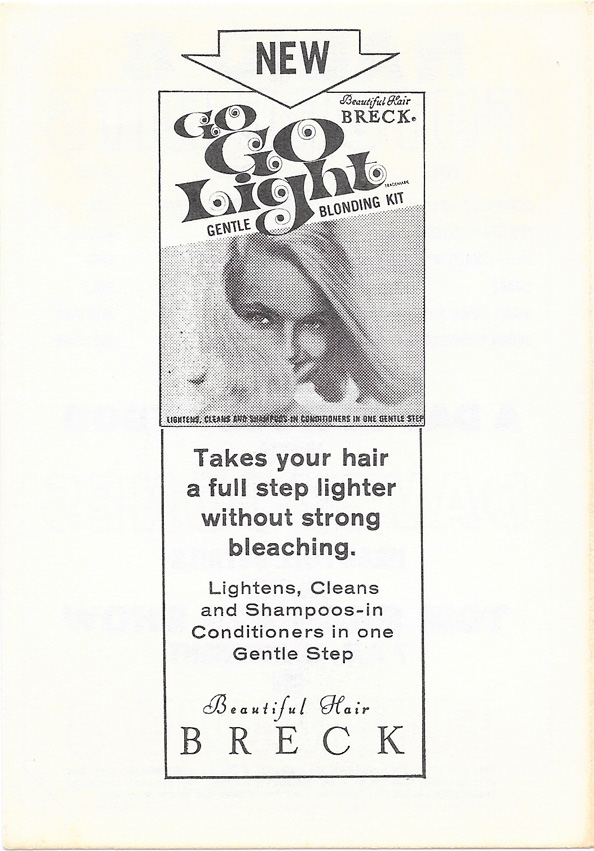 NEW
Beautiful Hair
BRECK®
GO
GO
Light
TRADEMARK
GENTLE BLONDING KIT
LIGHTENS, CLEANS AND SHAMPOOS-IN CONDITIONERS IN ONE GENTLE STEP
Takes your hair
a full step lighter
without strong
bleaching.
Lightens, Cleans
and Shampoos-in
Conditioners in one
Gentle Step
Beautiful Hair
BRECK